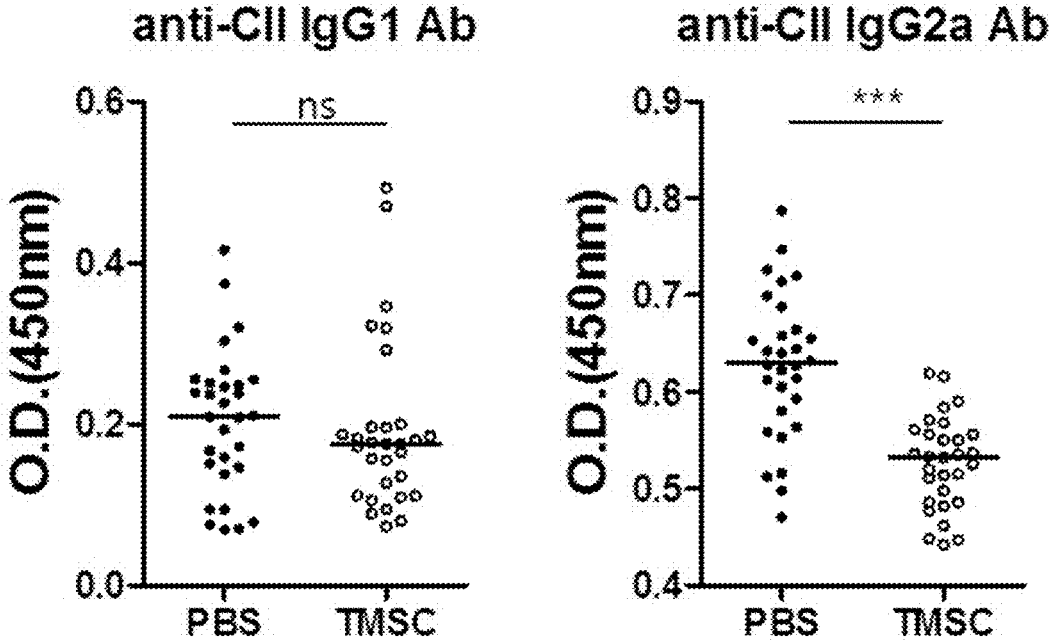 anti-CII IgG1 Ab
ns
0.6
0.4
0.2
0.0
O.D.(450nm)
PBS TMSC
anti-CII IgG2a Ab
***
0.9
0.8
0.7
0.6
0.5
0.4
O.D.(450nm)
PBS TMSC